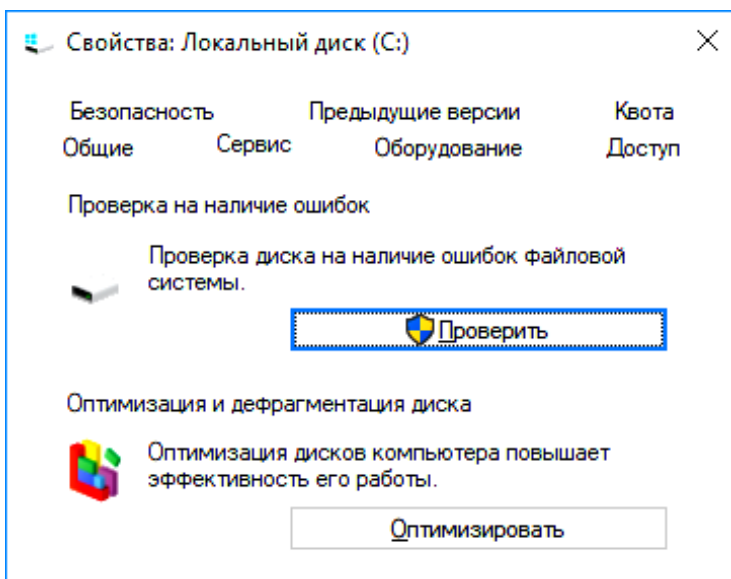 Свойства: Локальный диск (C:)
Безопасность Предыдущие версии Квота
Общие Сервис Оборудование Доступ
Проверка на наличие ошибок
Проверка диска на наличие ошибок файловой
системы.
Проверить
Оптимизация и дефрагментация диска
Оптимизация дисков компьютера повышает
эффективность его работы.
Оптимизировать